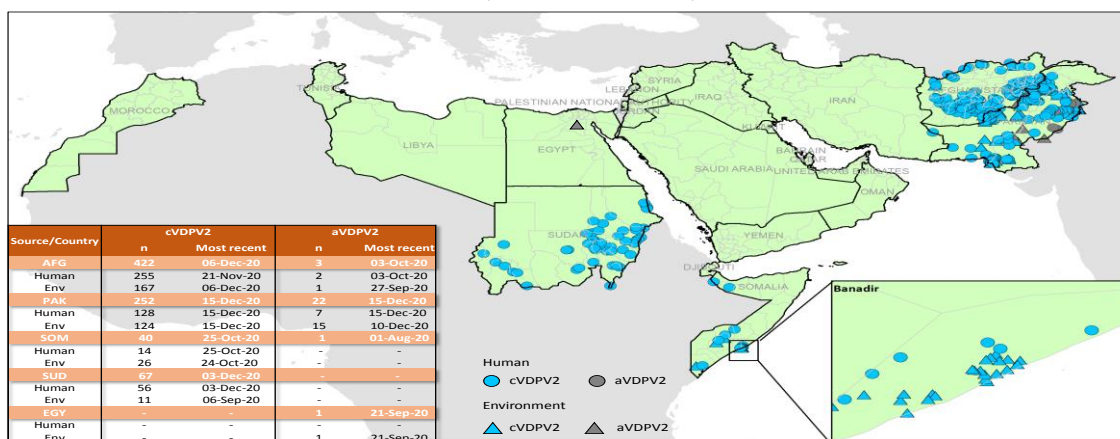 TUNISI
SYRIA
LEBANON
MOROCCO
PALESTINIAN NATIONAL AUTHORITY
IRAQ
IRAN
AFGHANISTAN
JORDAN
PAKISTAN
KUWAIT
LIBYA
EGYPT
BAHRAIN
QATAR
SAUDI ARABIA
UNITED ARAB EMIRATES
OMAN
SUDAN
YEMEN
DJIBOUTI
SOMALIA
Source/Country cVDPV2 aVDPV2
n Most recent n Most recent
AFG 422 06-Dec-20 3 03-Oct-20
Human 255 21-Nov-20 2 03-Oct-20
Env 167 06-Dec-20 1 27-Sep-20
PAK 252 15-Dec-20 22 15-Dec-20
Human 128 15-Dec-20 7 15-Dec-20
Env 124 15-Dec-20 15 10-Dec-20
SOM 40 25-Oct-20 1 01-Aug-20
Human 14 25-Oct-20 - -
Env 26 24-Oct-20 - -
SUD 67 03-Dec-20 - -
Human 56 03-Dec-20 - -
Env 11 06-Sep-20 - -
EGY - - 1 21-Sep-20
Human - - - -
Env - - 1 21-Sep-20
Human
cVDPV2 aVDPV2
Environment
cVDPV2 aVDPV2
Banadir